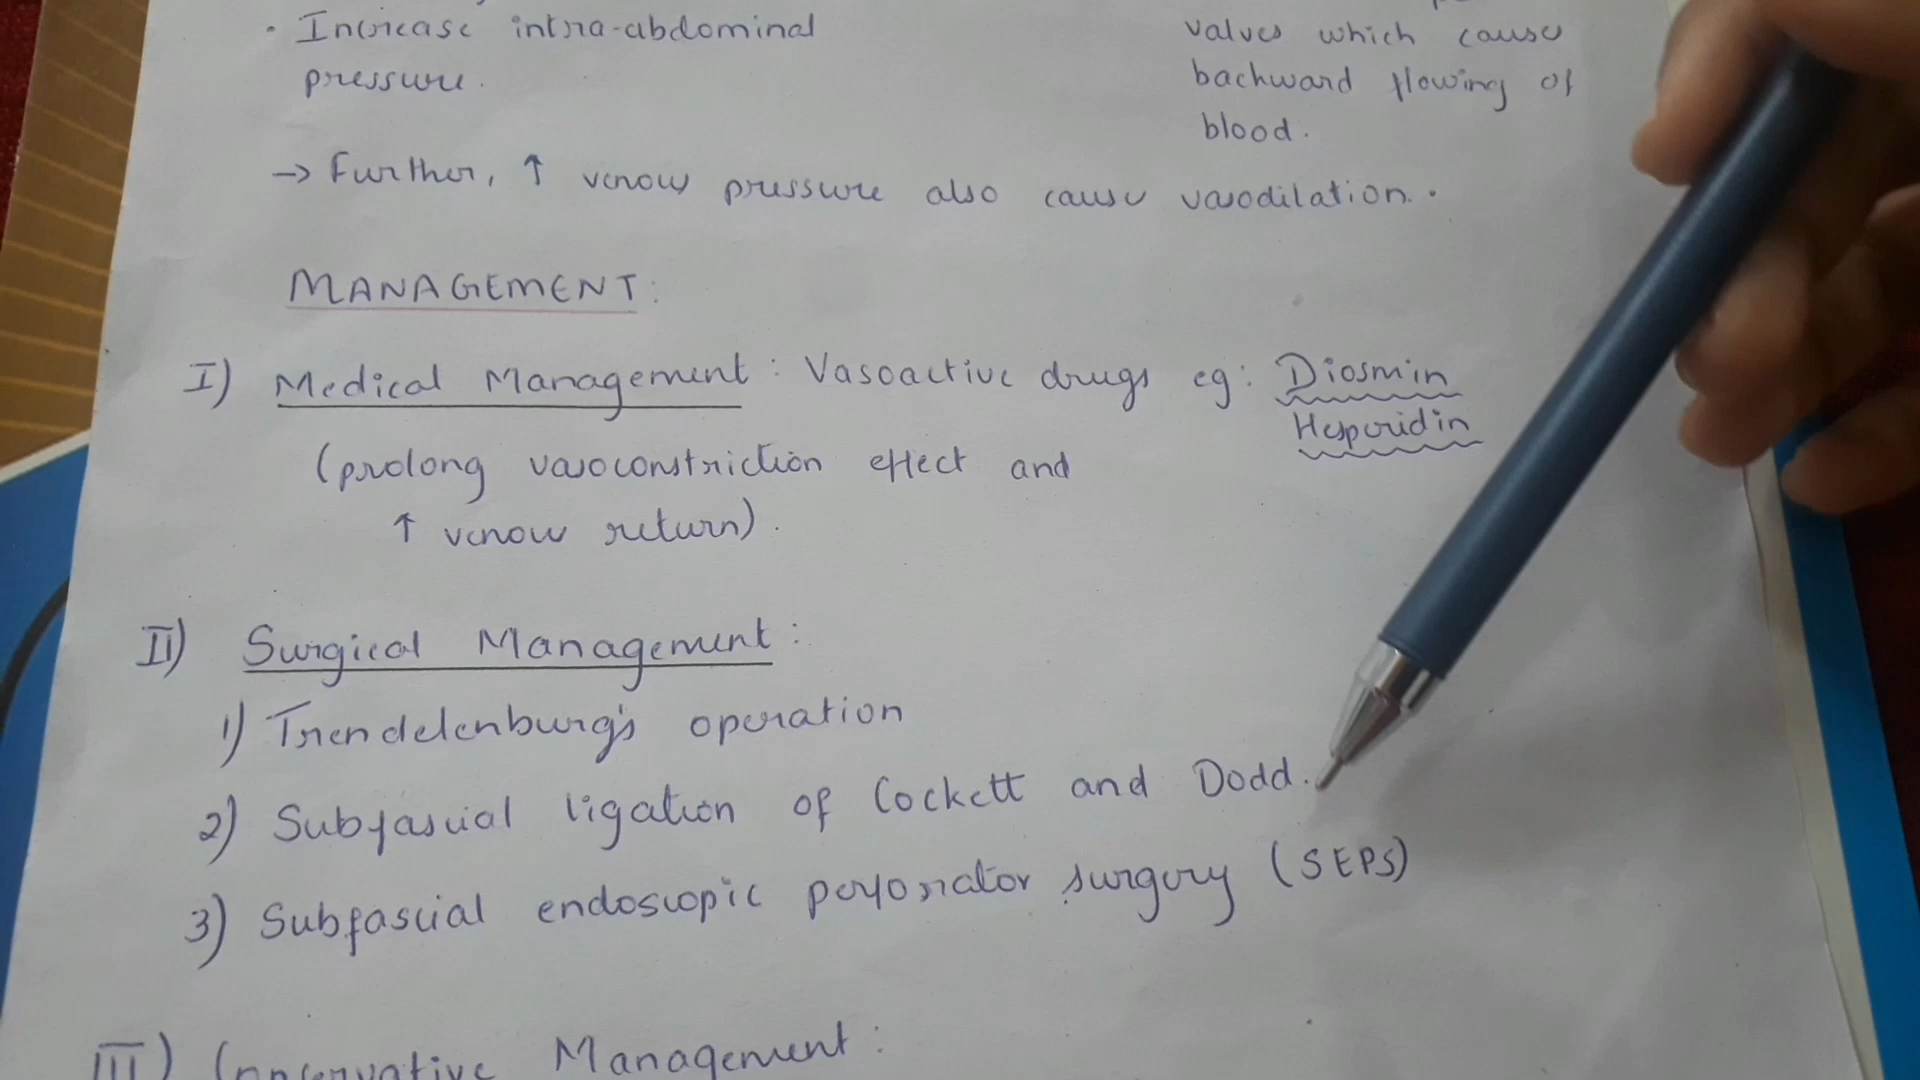 · Increase intra-abdominal
pressure.
valves which cause
backward flowing of
blood.
→ Further, ↑ venous pressure also cause vasodilation.
MANAGEMENT:
I) Medical Management: Vasoactive drugs eg: Diosmin
Hesperidin
(prolong vasoconstriction effect and
↑ venous return).
II) Surgical Management:
1) Trendelenburg's operation
2) Subfascial ligation of Cockett and Dodd.
3) Subfascial endoscopic perforator surgery (SEPS)
III) Conservative Management: